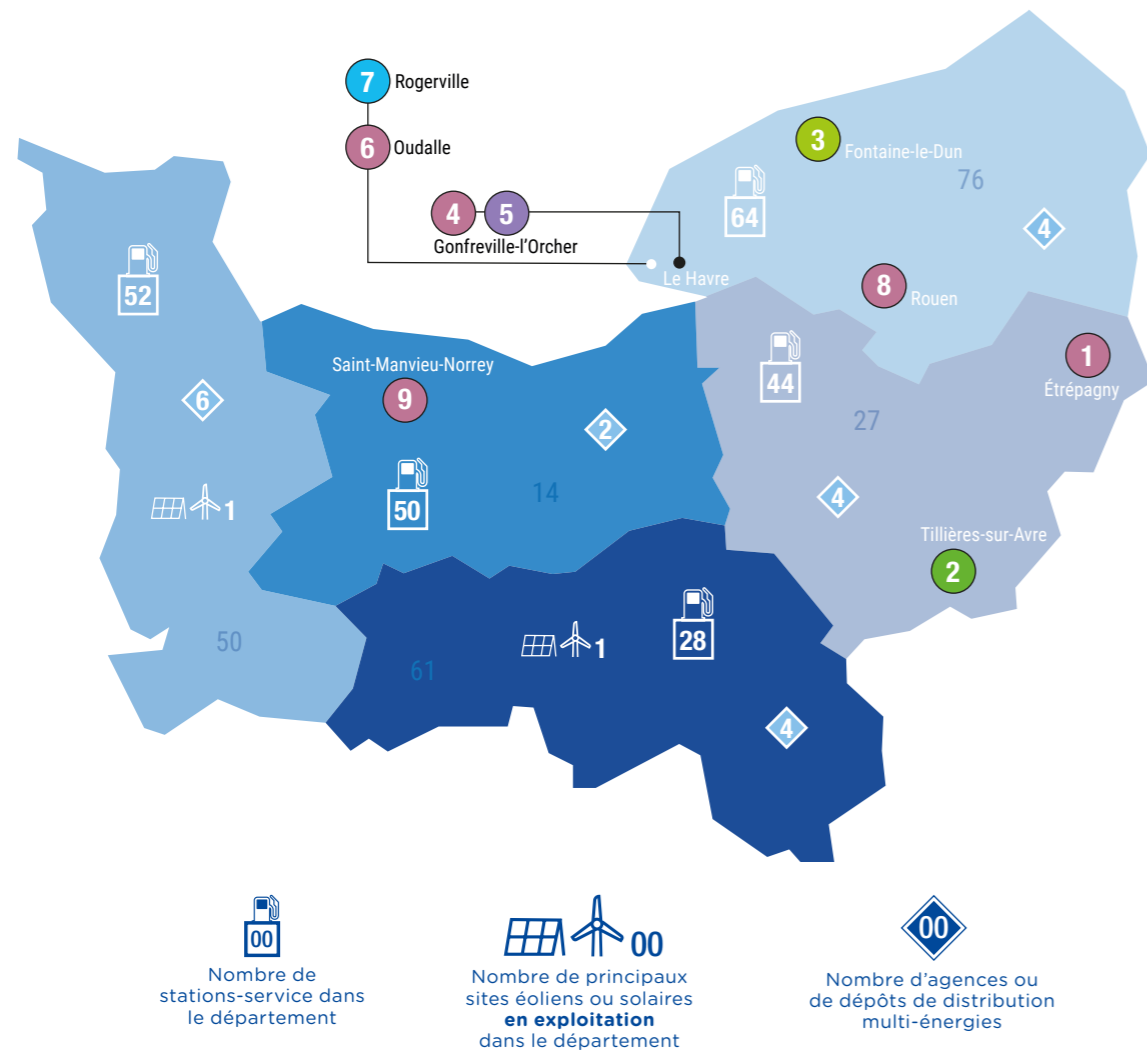 7 Rogerville
6 Oudalle
3 Fontaine-le-Dun
76
64
4 5
Gonfreville-l'Orcher
4
52
Le Havre
8 Rouen
Saint-Manvieu-Norrey
9
44
1
Étrépagny
6
2
27
1
50
14
4
Tillières-sur-Avre
2
50
61
1
28
4
00
Nombre de
stations-service dans
le département
00
Nombre de principaux
sites éoliens ou solaires
en exploitation
dans le département
00
Nombre d'agences ou
de dépôts de distribution
multi-énergies